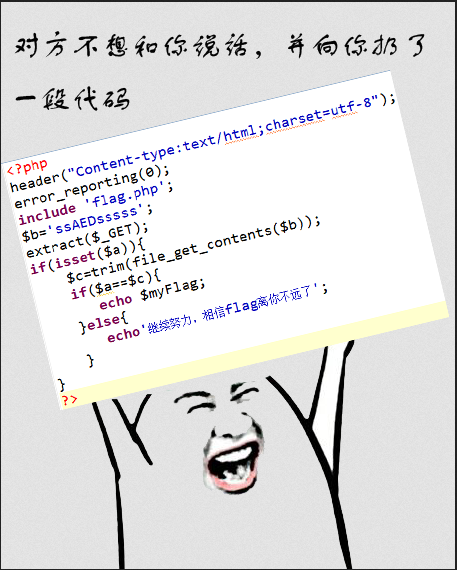 对方不想和你说话，并向你扔了
一段代码
<?php
header("Content-type:text/html;charset=utf-8");
error_reporting(0);
include 'flag.php';
$b='ssAEDsssss';
extract($_GET);
if(isset($a)){
$c=trim(file_get_contents($b));
if($a==$c){
echo $myFlag;
}else{
echo'继续努力，相信flag离你不远了';
}
}
?>